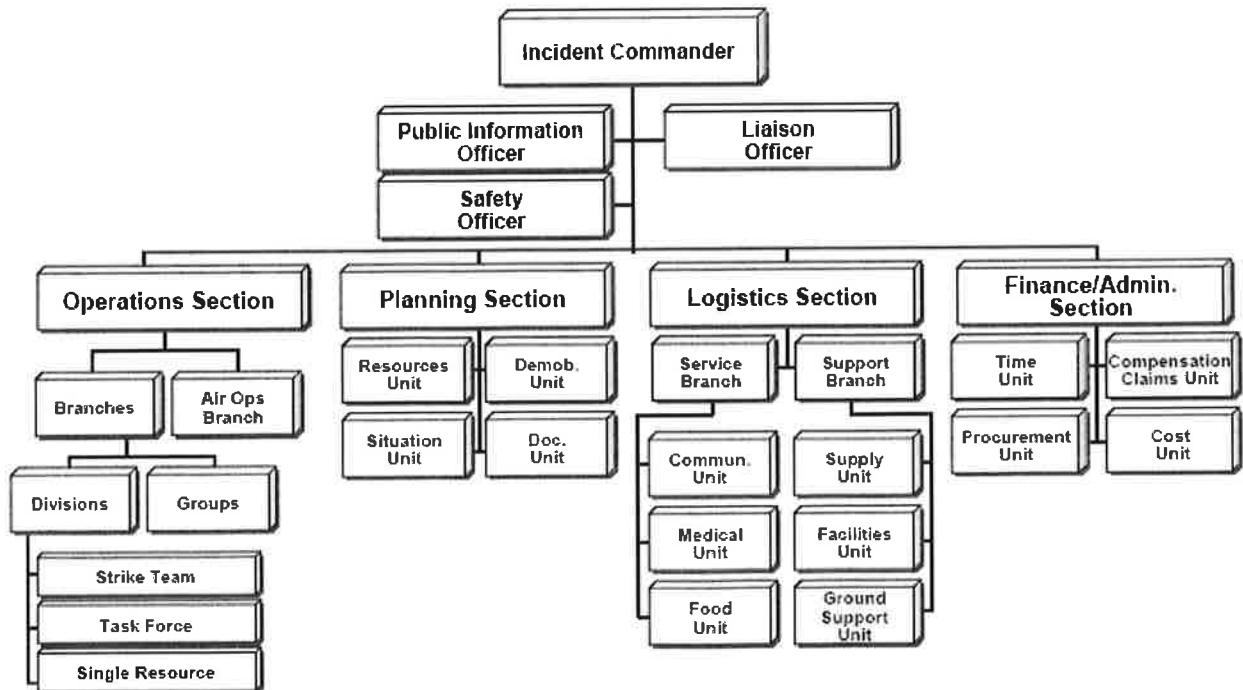 Incident Commander
Public Information
Officer
Liaison
Officer
Safety
Officer
Operations Section
Planning Section
Logistics Section
Finance/Admin.
Section
Branches
Air Ops
Branch
Divisions
Groups
Strike Team
Task Force
Single Resource
Resources
Unit
Demob.
Unit
Situation
Unit
Doc.
Unit
Service
Branch
Support
Branch
Commun.
Unit
Supply
Unit
Medical
Unit
Facilities
Unit
Food
Unit
Ground
Support
Unit
Time
Unit
Compensation
Claims Unit
Procurement
Unit
Cost
Unit